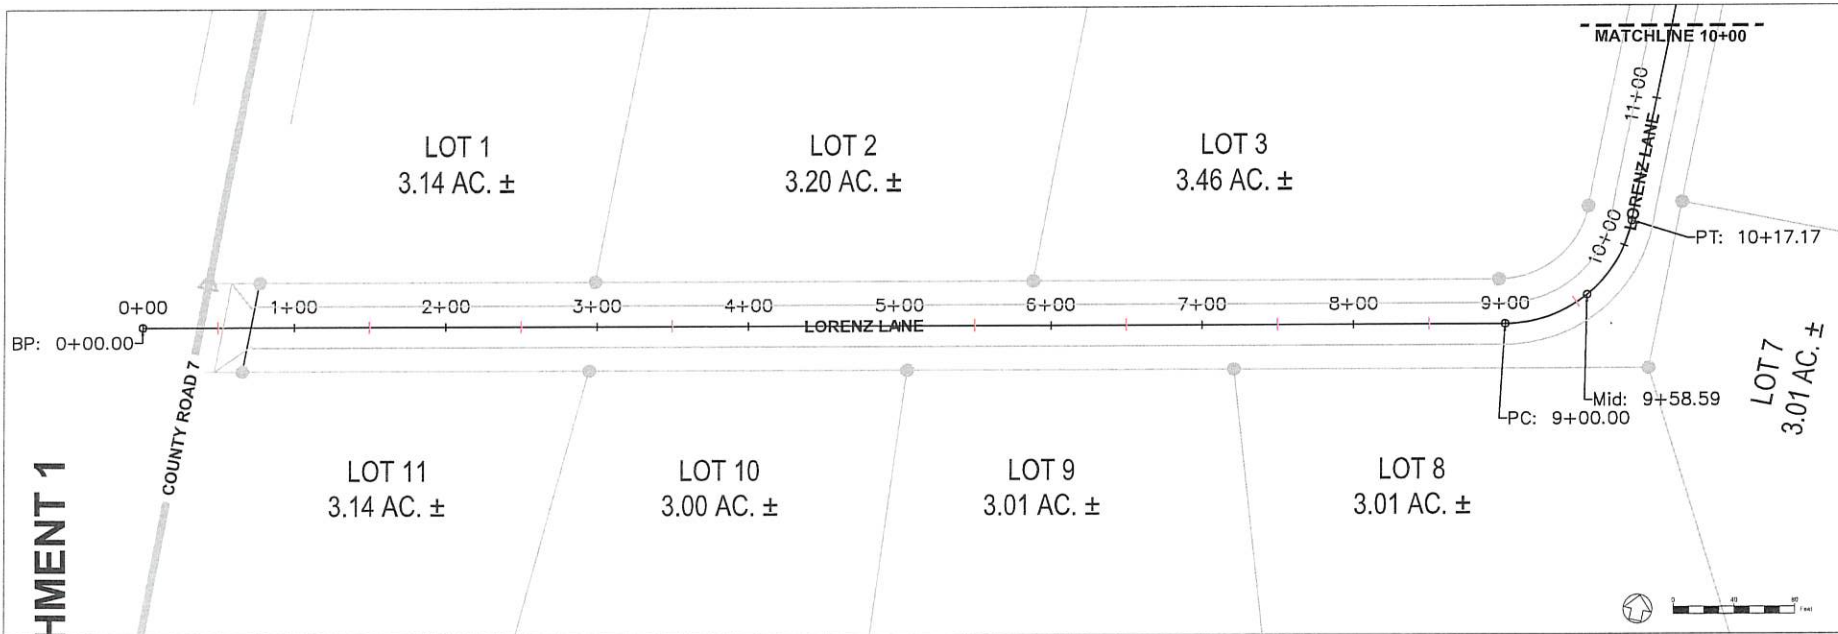 MATCHLINE 10+00
11+00
LORENZ LANE
10+00
PT: 10+17.17
LOT 1
3.14 AC. ±
LOT 2
3.20 AC. ±
LOT 3
3.46 AC. ±
0+00
1+00
2+00
3+00
4+00
5+00
6+00
7+00
8+00
9+00
LORENZ LANE
BP: 0+00.00
COUNTY ROAD 7
Mid: 9+58.59
PC: 9+00.00
LOT 7
3.01 AC. ±
LOT 11
3.14 AC. ±
LOT 10
3.00 AC. ±
LOT 9
3.01 AC. ±
LOT 8
3.01 AC. ±
HMENT 1
0 40 80 Feet